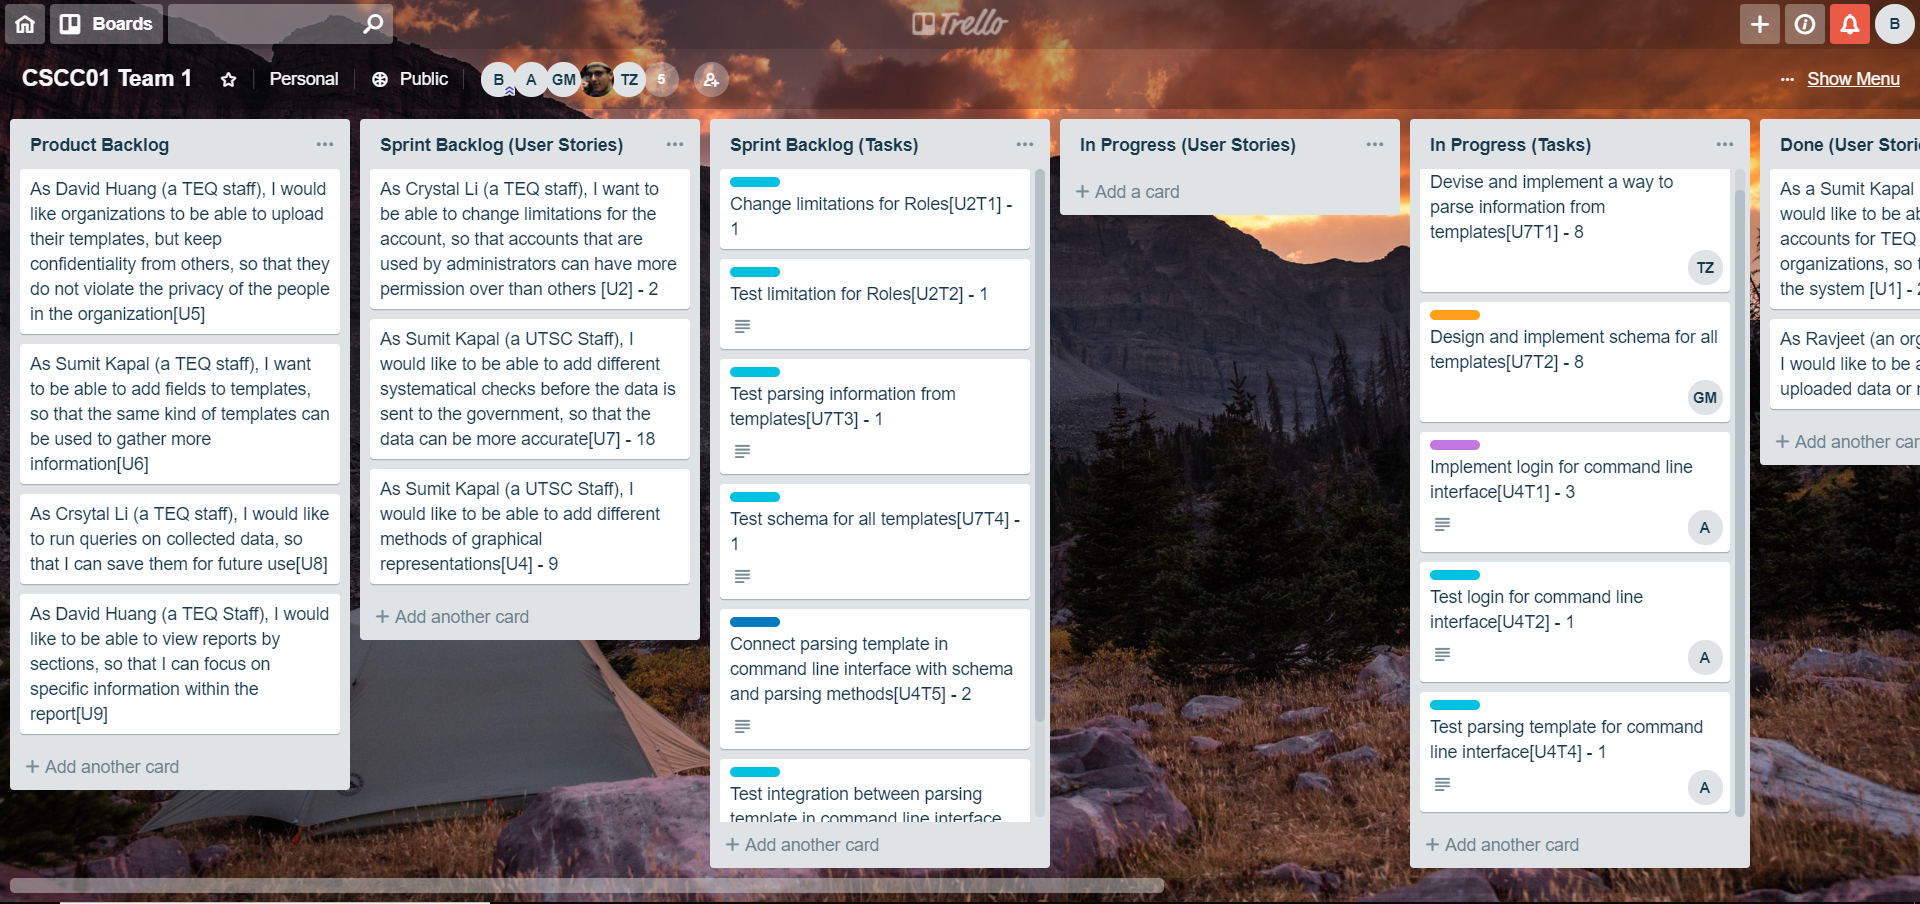 Boards
Trello
B
CSCC01 Team 1
Personal
Public
B
A
GM
TZ
5
Show Menu
Product Backlog
As David Huang (a TEQ staff), I would
like organizations to be able to upload
their templates, but keep
confidentiality from others, so that they
do not violate the privacy of the people
in the organization[U5]
As Sumit Kapal (a TEQ staff), I want
to be able to add fields to templates,
so that the same kind of templates can
be used to gather more
information[U6]
As Crsytal Li (a TEQ staff), I would like
to run queries on collected data, so
that I can save them for future use[U8]
As David Huang (a TEQ Staff), I would
like to be able to view reports by
sections, so that I can focus on
specific information within the
report[U9]
+ Add another card
Sprint Backlog (User Stories)
As Crystal Li (a TEQ staff), I want to
be able to change limitations for the
account, so that accounts that are
used by administrators can have more
permission over than others [U2] - 2
As Sumit Kapal (a UTSC Staff), I
would like to be able to add different
systematical checks before the data is
sent to the government, so that the
data can be more accurate[U7] - 18
As Sumit Kapal (a UTSC Staff), I
would like to be able to add different
methods of graphical
representations[U4] - 9
+ Add another card
Sprint Backlog (Tasks)
Change limitations for Roles[U2T1] -
1
Test limitation for Roles[U2T2] - 1
Test parsing information from
templates[U7T3] - 1
Test schema for all templates[U7T4] -
1
Connect parsing template in
command line interface with schema
and parsing methods[U4T5] - 2
Test integration between parsing
template in command line interface
+ Add another card
In Progress (User Stories)
+ Add a card
In Progress (Tasks)
Devise and implement a way to
parse information from
templates[U7T1] - 8
TZ
Design and implement schema for all
templates[U7T2] - 8
GM
Implement login for command line
interface[U4T1] - 3
A
Test login for command line
interface[U4T2] - 1
A
Test parsing template for command
line interface[U4T4] - 1
A
+ Add another card
Done (User
As a Sumit Kapal
would like to be
accounts for TEQ
organizations, so
the system [U1] -
As Ravjeet (an
I would like to be
uploaded data or
+ Add another